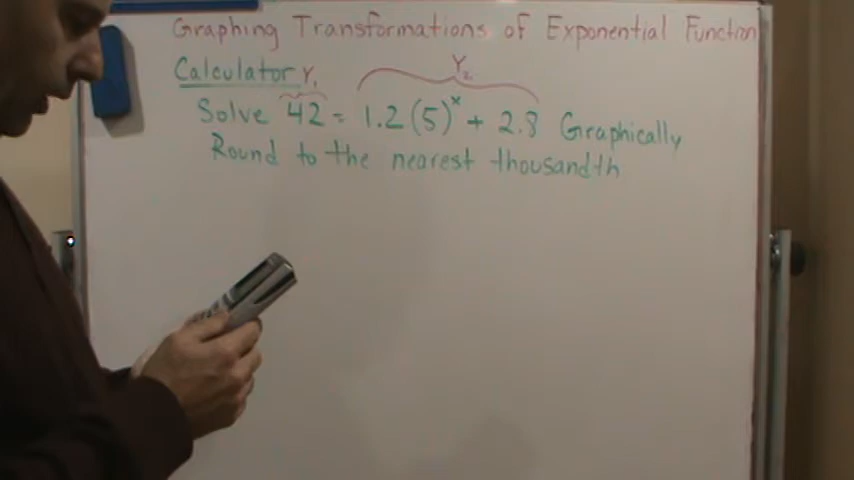 Graphing Transformations of Exponential Function
Calculator Y₁ Y₂
Solve 42 = 1.2(5)ˣ + 2.8 Graphically
Round to the nearest thousandth